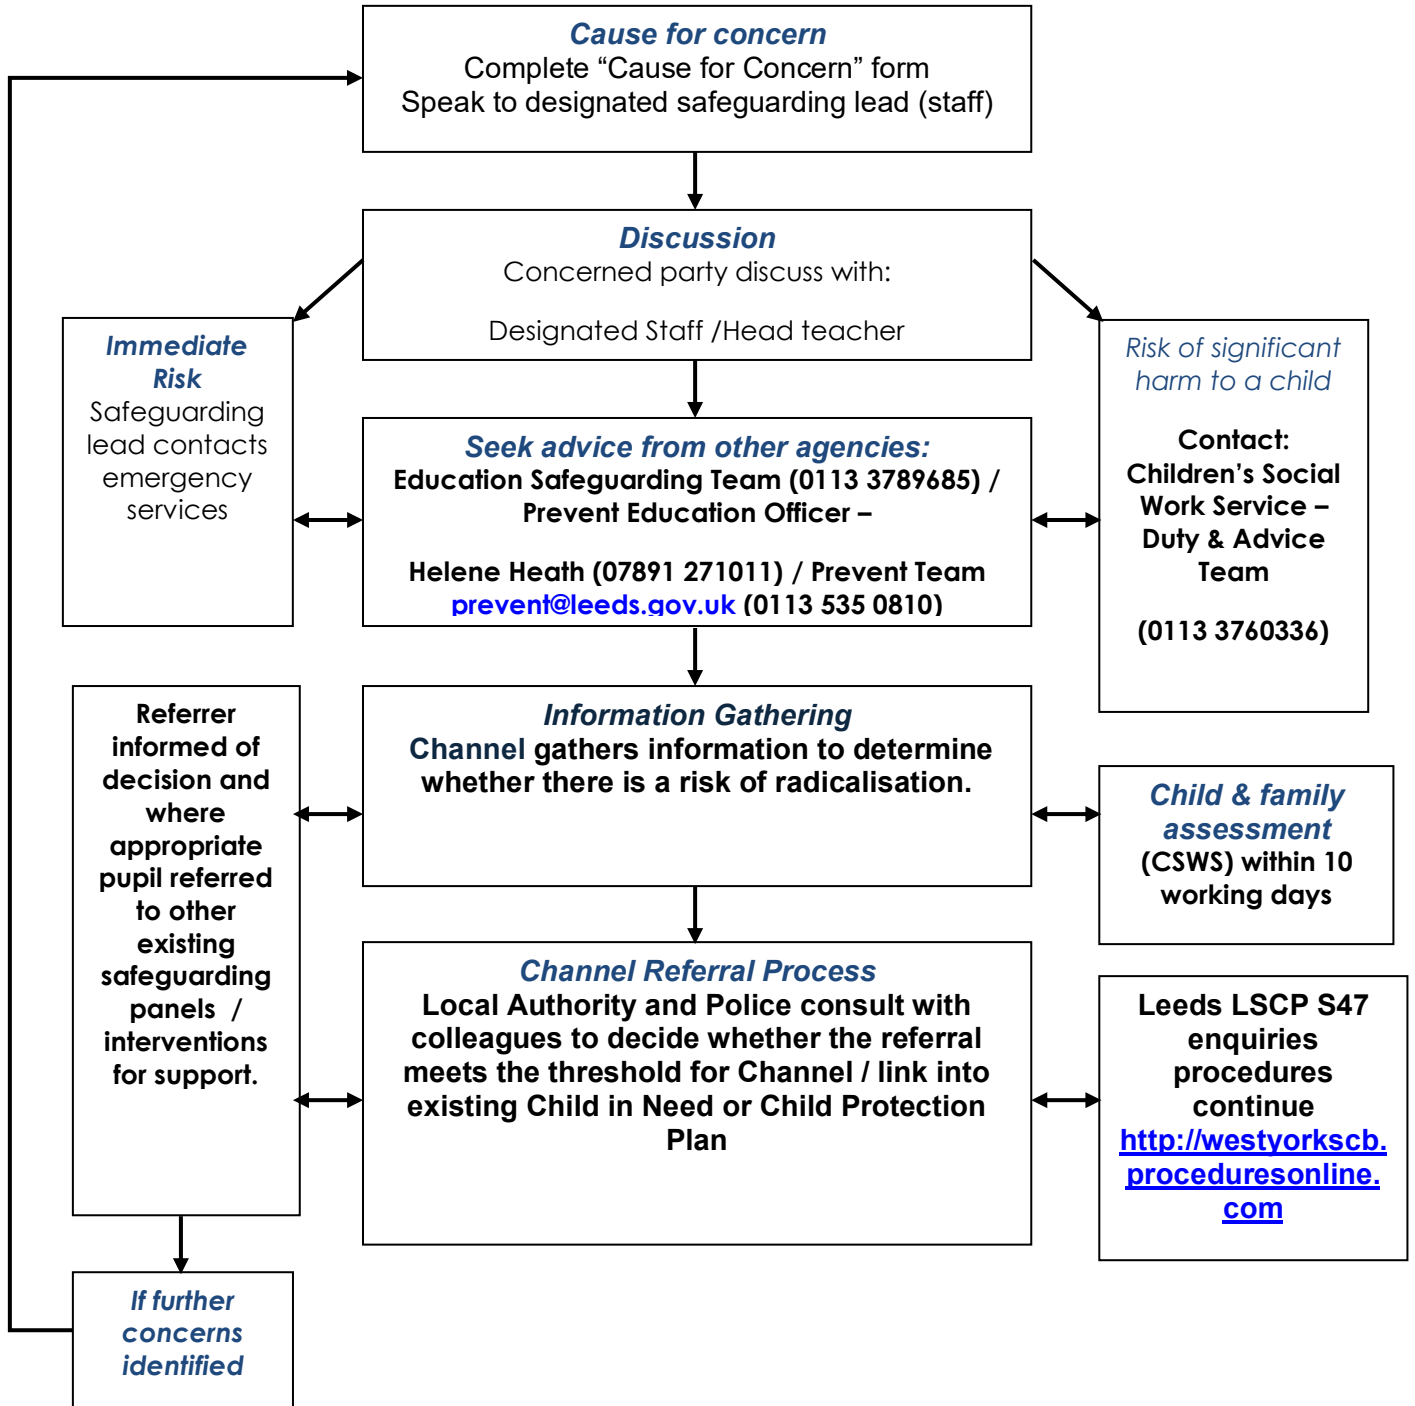 Cause for concern
Complete “Cause for Concern” form
Speak to designated safeguarding lead (staff)
Discussion
Concerned party discuss with:
Designated Staff /Head teacher
Immediate
Risk
Safeguarding
lead contacts
emergency
services
Risk of significant
harm to a child
Contact:
Children’s Social
Work Service –
Duty & Advice
Team
(0113 3760336)
Seek advice from other agencies:
Education Safeguarding Team (0113 3789685) /
Prevent Education Officer –
Helene Heath (07891 271011) / Prevent Team
prevent@leeds.gov.uk (0113 535 0810)
Referrer
informed of
decision and
where
appropriate
pupil referred
to other
existing
safeguarding
panels /
interventions
for support.
Information Gathering
Channel gathers information to determine
whether there is a risk of radicalisation.
Child & family
assessment
(CSWS) within 10
working days
Channel Referral Process
Local Authority and Police consult with
colleagues to decide whether the referral
meets the threshold for Channel / link into
existing Child in Need or Child Protection
Plan
Leeds LSCP S47
enquiries
procedures
continue
http://westyorkscb.
proceduresonline.
com
If further
concerns
identified